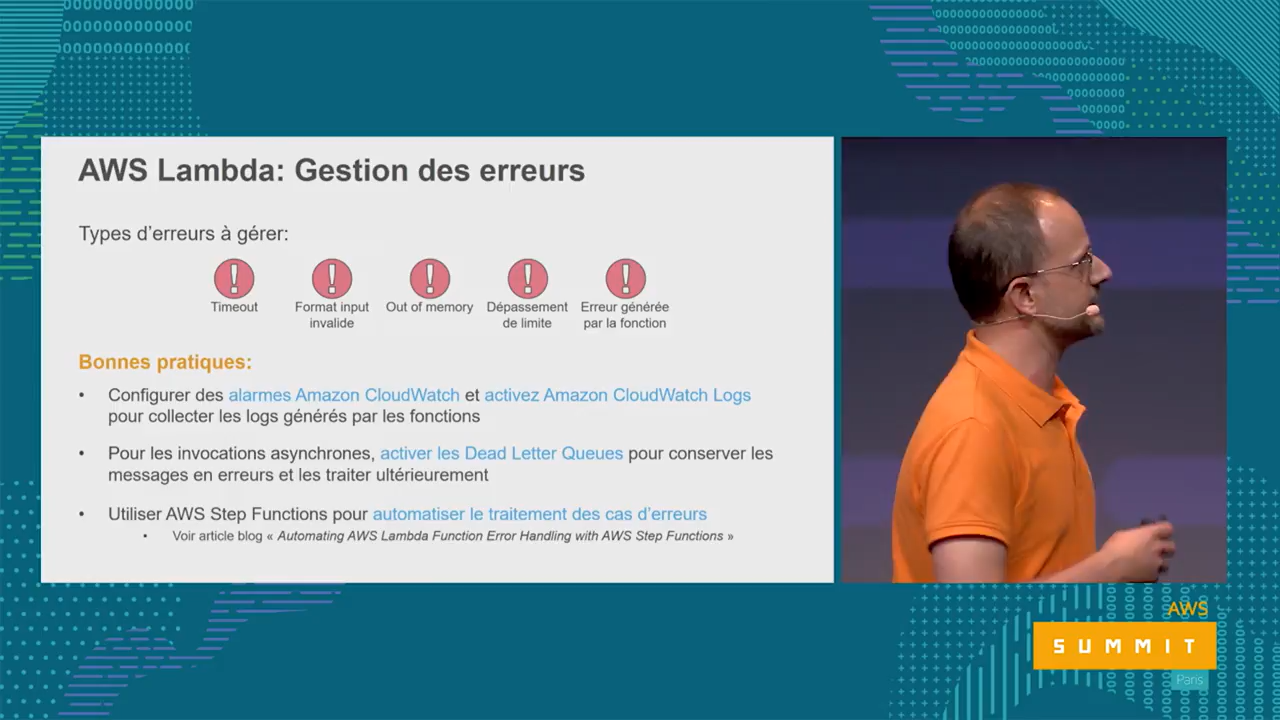 AWS Lambda: Gestion des erreurs
Types d'erreurs à gérer:
Timeout
Format input
invalide
Out of memory
Dépassement
de limite
Erreur générée
par la fonction
Bonnes pratiques:
• Configurer des alarmes Amazon CloudWatch et activez Amazon CloudWatch Logs
pour collecter les logs générés par les fonctions
• Pour les invocations asynchrones, activer les Dead Letter Queues pour conserver les
messages en erreurs et les traiter ultérieurement
• Utiliser AWS Step Functions pour automatiser le traitement des cas d'erreurs
• Voir article blog « Automating AWS Lambda Function Error Handling with AWS Step Functions »
AWS
SUMMIT
Paris